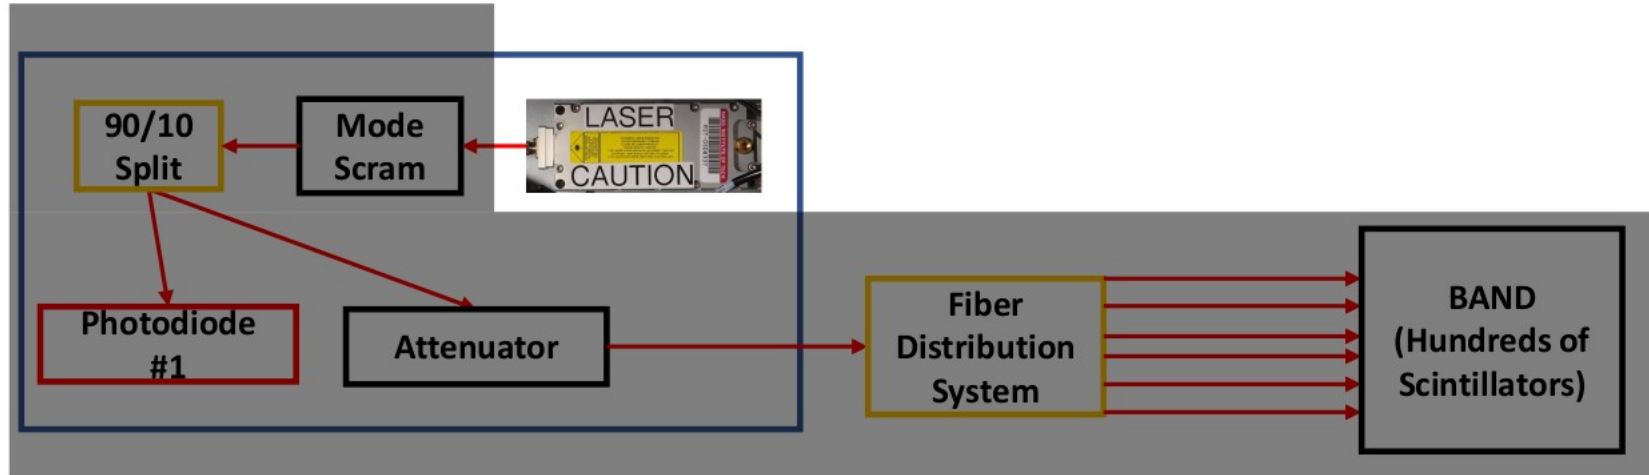 90/10
Split
Mode
Scram
LASER
CAUTION
Photodiode
#1
Attenuator
Fiber
Distribution
System
BAND
(Hundreds of
Scintillators)